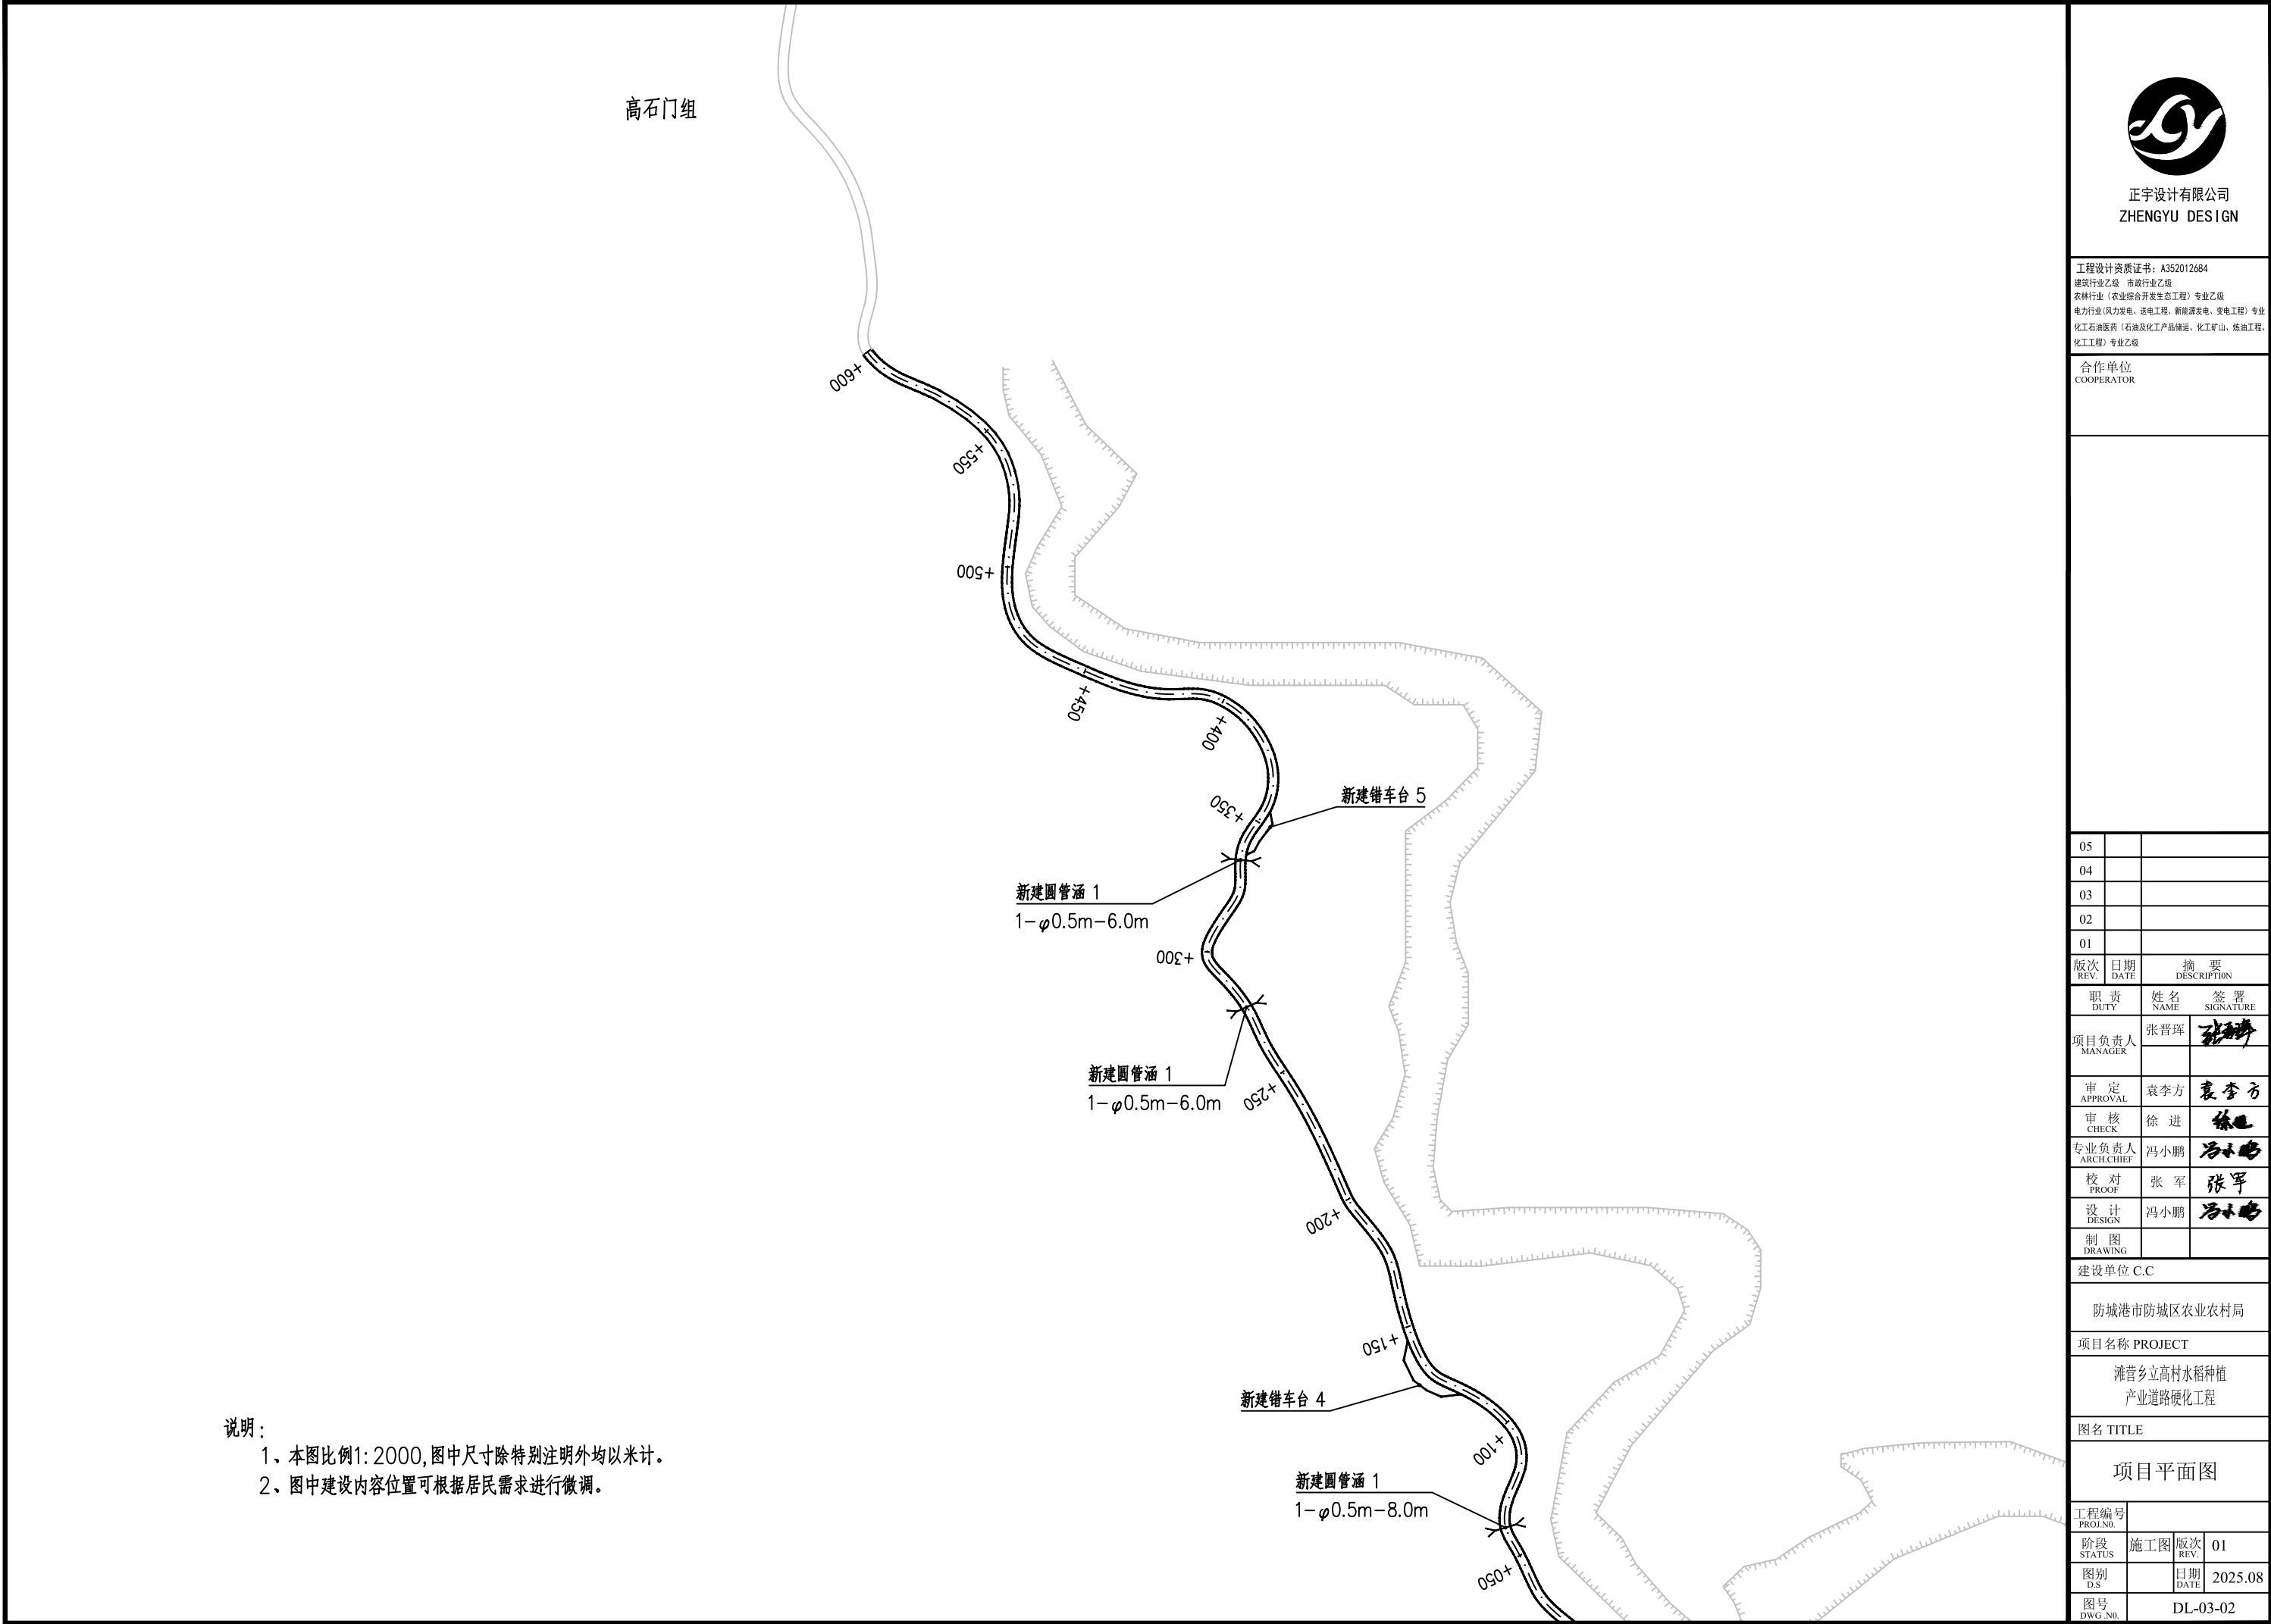 高石门组
+600
+550
+500
+450
+400
+350
新建错车台 5
新建圆管涵 1
1-φ0.5m-6.0m
+300
新建圆管涵 1
1-φ0.5m-6.0m
+250
+200
+150
新建错车台 4
+100
新建圆管涵 1
1-φ0.5m-8.0m
+050
说明：
1、本图比例1:2000,图中尺寸除特别注明外均以米计。
2、图中建设内容位置可根据居民需求进行微调。
正宇设计有限公司
ZHENGYU DESIGN
工程设计资质证书：A352012684
建筑行业乙级 市政行业乙级
农林行业（农业综合开发生态工程）专业乙级
电力行业(风力发电、送电工程、新能源发电、变电工程）专业
化工石油医药（石油及化工产品储运、化工矿山、炼油工程、
化工工程）专业乙级
合作单位
COOPERATOR
05
04
03
02
01
版次 日期 摘 要
REV. DATE DESCRIPTI0N
职 责 姓 名 签 署
DUTY NAME SIGNATURE
项目负责人 张晋珲 张晋珲
MANAGER
审 定 袁李方 袁李方
APPROVAL
审 核 徐 进 徐进
CHECK
专业负责人 冯小鹏 冯小鹏
ARCH.CHIEF
校 对 张 军 张军
PROOF
设 计 冯小鹏 冯小鹏
DESIGN
制 图
DRAWING
建设单位 C.C
防城港市防城区农业农村局
项目名称 PROJECT
滩营乡立高村水稻种植
产业道路硬化工程
图名 TITLE
项目平面图
工程编号
PROJ.N0.
阶段 施工图 版次 01
STATUS REV.
图别 日期 2025.08
D.S DATE
图号 DL-03-02
DWG .N0.